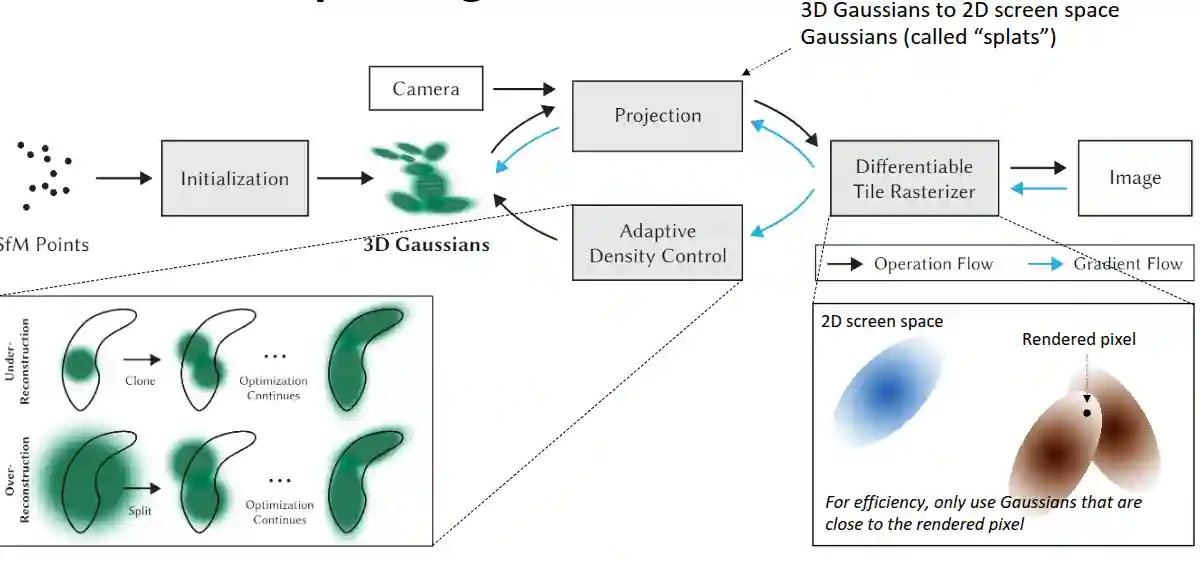 3D Gaussians to 2D screen space
Gaussians (called “splats”)
Camera
Projection
Initialization
Differentiable
Tile Rasterizer
Image
SfM Points
3D Gaussians
Adaptive
Density Control
Operation Flow
Gradient Flow
Under-
Reconstruction
Clone
...
Optimization
Continues
Over-
Reconstruction
Split
...
Optimization
Continues
2D screen space
Rendered pixel
For efficiency, only use Gaussians that are
close to the rendered pixel